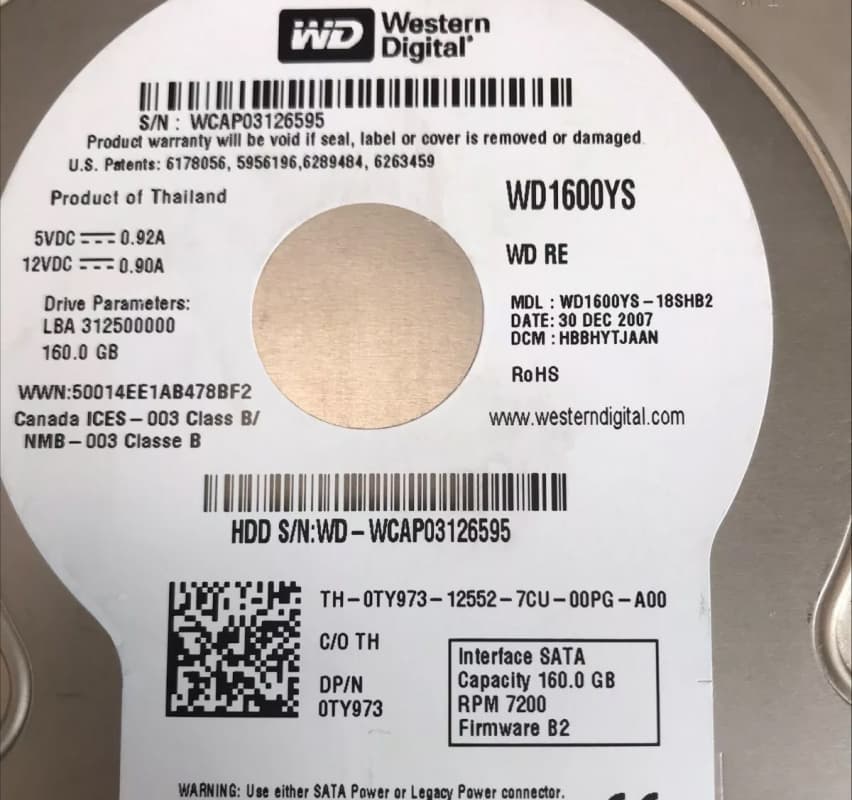 WD Western
Digital®
S/N : WCAP03126595
Product warranty will be void if seal, label or cover is removed or damaged
U.S. Patents: 6178056, 5956196,6289484, 6263459
Product of Thailand
WD1600YS
5VDC 0.92A
12VDC 0.90A
WD RE
Drive Parameters:
LBA 312500000
160.0 GB
MDL : WD1600YS-18SHB2
DATE: 30 DEC 2007
DCM : HBBHYTJAAN
RoHS
WWN:50014EE1AB478BF2
Canada ICES-003 Class B/
NMB-003 Classe B
www.westerndigital.com
HDD S/N:WD-WCAP03126595
TH-0TY973-12552-7CU-00PG-A00
C/O TH
DP/N
0TY973
Interface SATA
Capacity 160.0 GB
RPM 7200
Firmware B2
WARNING: Use either SATA Power or Legacy Power connector.